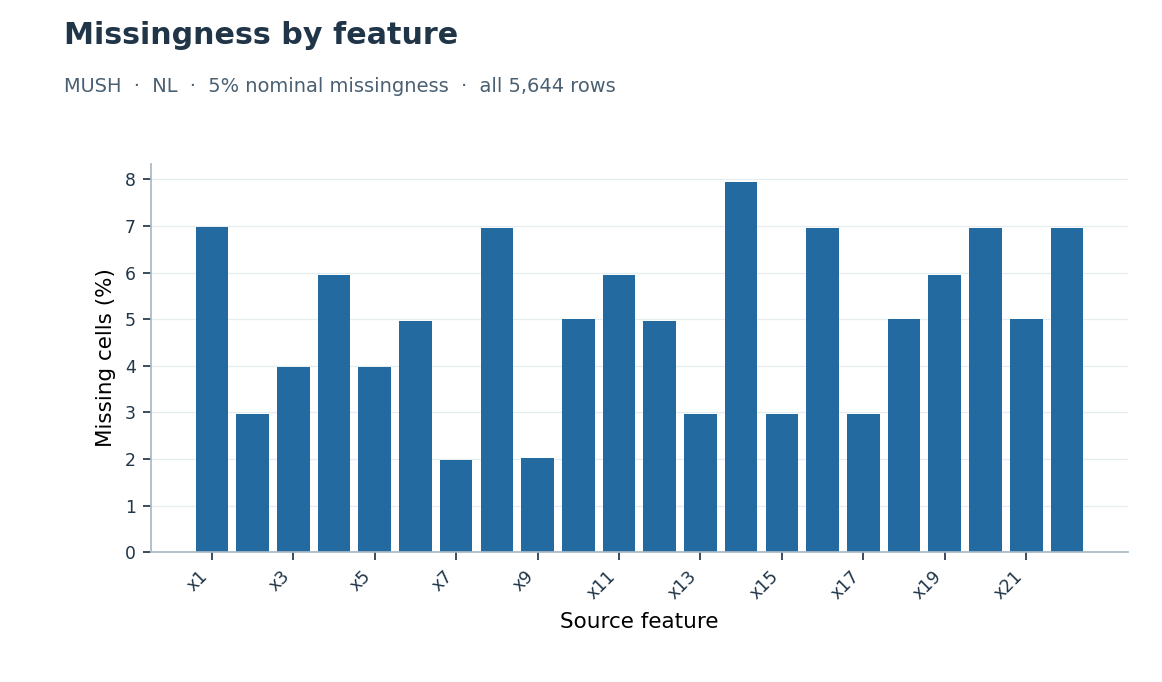 Missingness by feature
MUSH · NL · 5% nominal missingness · all 5,644 rows
8
7
6
5
4
3
2
1
0
Missing cells (%)
x1 x3 x5 x7 x9 x11 x13 x15 x17 x19 x21
Source feature